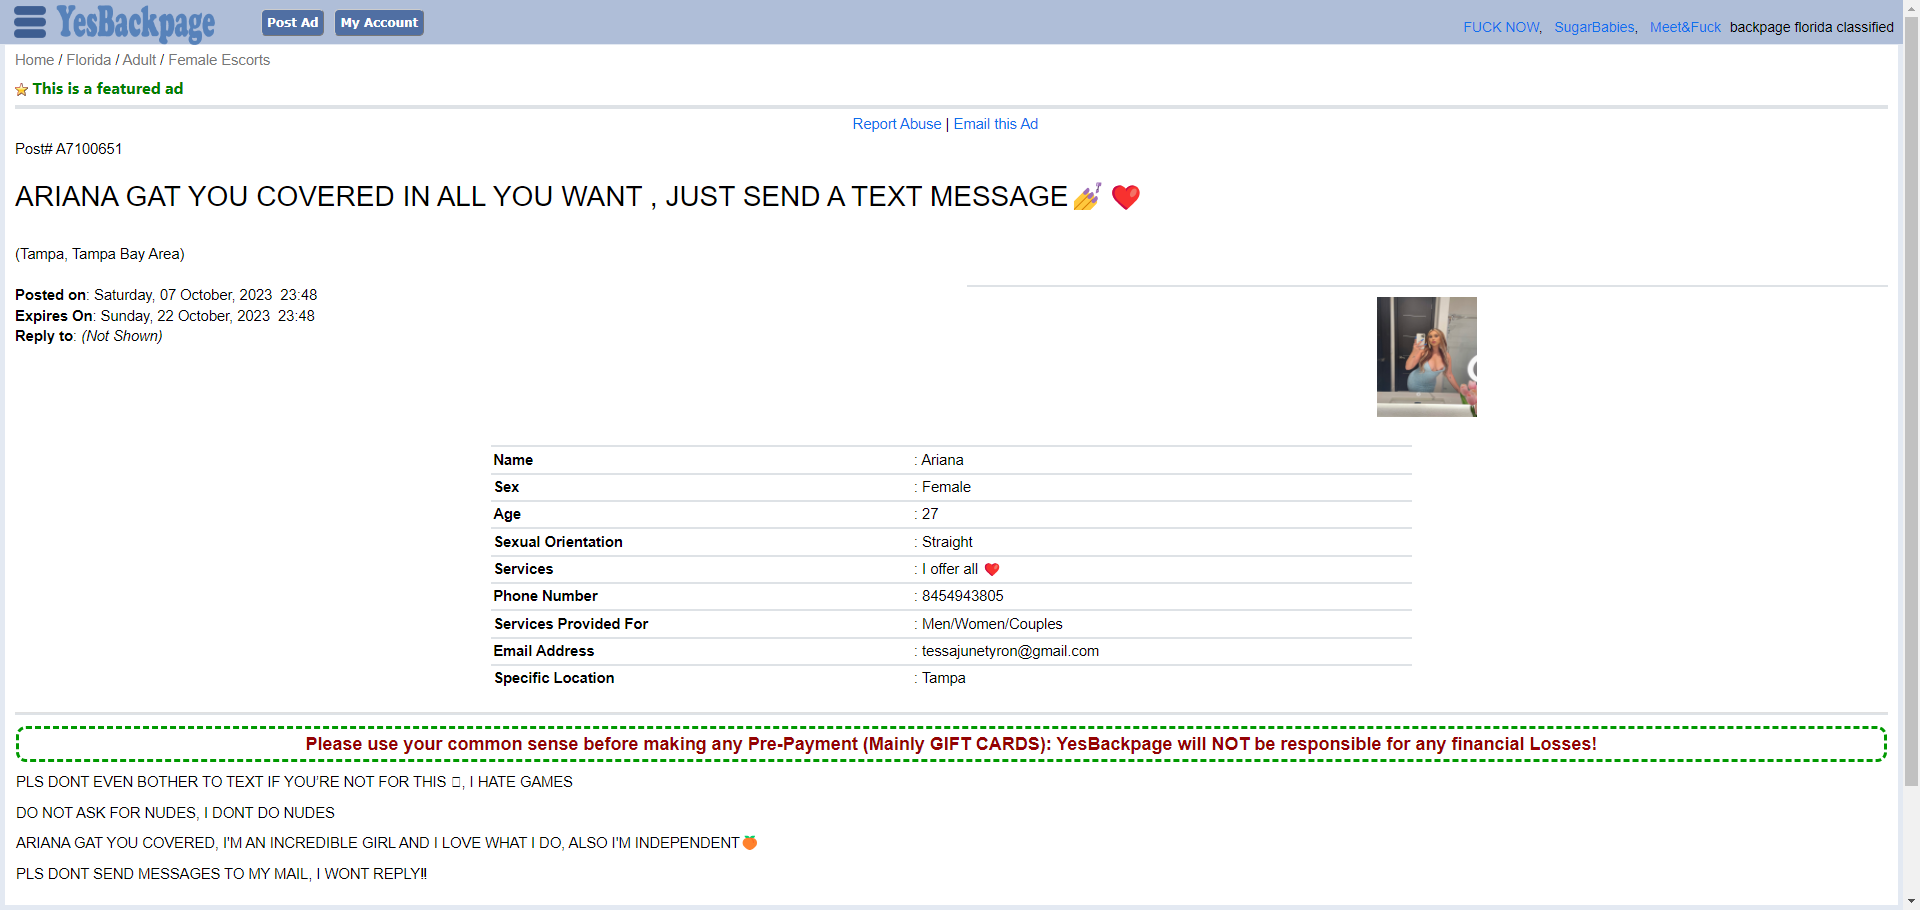 YesBackpage
Post Ad
My Account
FUCK NOW, SugarBabies, Meet&Fuck backpage florida classified
Home / Florida / Adult / Female Escorts
This is a featured ad
Report Abuse | Email this Ad
Post# A7100651
ARIANA GAT YOU COVERED IN ALL YOU WANT , JUST SEND A TEXT MESSAGE💅 ❤️
(Tampa, Tampa Bay Area)
Posted on: Saturday, 07 October, 2023 23:48
Expires On: Sunday, 22 October, 2023 23:48
Reply to: (Not Shown)
Name : Ariana
Sex : Female
Age : 27
Sexual Orientation : Straight
Services : I offer all ❤️
Phone Number : 8454943805
Services Provided For : Men/Women/Couples
Email Address : tessajunetyron@gmail.com
Specific Location : Tampa
Please use your common sense before making any Pre-Payment (Mainly GIFT CARDS): YesBackpage will NOT be responsible for any financial Losses!
PLS DONT EVEN BOTHER TO TEXT IF YOU'RE NOT FOR THIS ▯, I HATE GAMES
DO NOT ASK FOR NUDES, I DONT DO NUDES
ARIANA GAT YOU COVERED, I'M AN INCREDIBLE GIRL AND I LOVE WHAT I DO, ALSO I'M INDEPENDENT🍑
PLS DONT SEND MESSAGES TO MY MAIL, I WONT REPLY‼